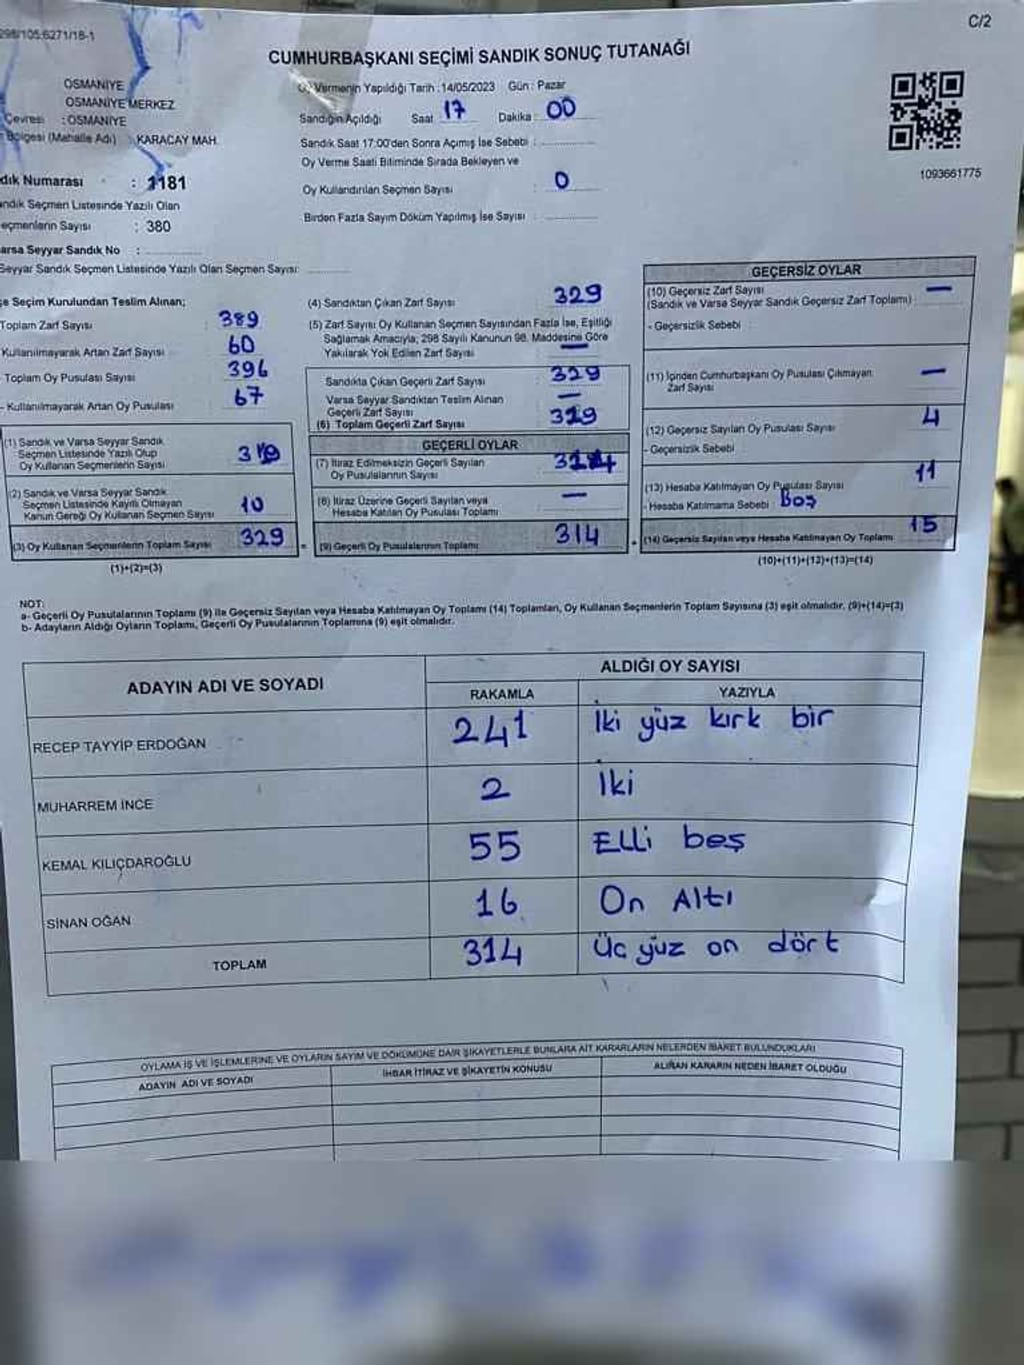 298/105:6271/18-1
C/2
CUMHURBAŞKANI SEÇİMİ SANDIK SONUÇ TUTANAĞI
OSMANİYE
OSMANİYE MERKEZ
Çevresi : OSMANİYE
Bölgesi (Mahalle Adı) : KARACAY MAH.
Vermenin Yapıldığı Tarih : 14/05/2023 Gün : Pazar
Sandığın Açıldığı Saat : 17 Dakika : 00
Sandık Saat 17:00'den Sonra Açımış İse Sebebi :
Oy Verme Saati Bitiminde Sırada Bekleyen ve
Oy Kullandırılan Seçmen Sayısı : 0
Birden Fazla Sayım Döküm Yapılmış İse Sayısı :
1093661775
dık Numarası : 1181
andık Seçmen Listesinde Yazılı Olan
eçmenlerin Sayısı : 380
arsa Seyyar Sandık No :
Seyyar Sandık Seçmen Listesinde Yazılı Olan Seçmen Sayısı:
e Seçim Kurulundan Teslim Alınan;
Toplam Zarf Sayısı 389
Kullanılmayarak Artan Zarf Sayısı 60
- Toplam Oy Pusulası Sayısı 396
- Kullanılmayarak Artan Oy Pusulası 67
(1) Sandık ve Varsa Seyyar Sandık
Seçmen Listesinde Yazılı Olup
Oy Kullanan Seçmenlerin Sayısı 319
(2) Sandık ve Varsa Seyyar Sandık
Seçmen Listesinde Kayıtlı Olmayan
Kanun Gereği Oy Kullanan Seçmen Sayısı 10
(3) Oy Kullanan Seçmenlerin Toplam Sayısı 329
(1)+(2)=(3)
(4) Sandıktan Çıkan Zarf Sayısı 329
(5) Zarf Sayısı Oy Kullanan Seçmen Sayısından Fazla İse, Eşitliği
Sağlamak Amacıyla; 298 Sayılı Kanunun 98. Maddesine Göre
Yakılarak Yok Edilen Zarf Sayısı —
Sandıkta Çıkan Geçerli Zarf Sayısı 329
Varsa Seyyar Sandıktan Teslim Alınan
Geçerli Zarf Sayısı —
(6) Toplam Geçerli Zarf Sayısı 329
GEÇERLİ OYLAR
(7) İtiraz Edilmeksizin Geçerli Sayılan
Oy Pusulalarının Sayısı 314
(8) İtiraz Üzerine Geçerli Sayılan veya
Hesaba Katılan Oy Pusulası Toplamı —
(9) Geçerli Oy Pusulalarının Toplamı 314
GEÇERSİZ OYLAR
(10) Geçersiz Zarf Sayısı —
(Sandık ve Varsa Seyyar Sandık Geçersiz Zarf Toplamı) :
- Geçersizlik Sebebi :
(11) İçinden Cumhurbaşkanı Oy Pusulası Çıkmayan
Zarf Sayısı —
(12) Geçersiz Sayılan Oy Pusulası Sayısı 4
- Geçersizlik Sebebi :
(13) Hesaba Katılmayan Oy Pusulası Sayısı 11
- Hesaba Katılmama Sebebi : Boş
(14) Geçersiz Sayılan veya Hesaba Katılmayan Oy Toplamı 15
(10)+(11)+(12)+(13)=(14)
NOT:
a- Geçerli Oy Pusulalarının Toplamı (9) ile Geçersiz Sayılan veya Hesaba Katılmayan Oy Toplamı (14) Toplamları, Oy Kullanan Seçmenlerin Toplam Sayısına (3) eşit olmalıdır. (9)+(14)=(3)
b- Adayların Aldığı Oyların Toplamı, Geçerli Oy Pusulalarının Toplamına (9) eşit olmalıdır.
ADAYIN ADI VE SOYADI ALDIĞI OY SAYISI
RAKAMLA YAZIYLA
RECEP TAYYİP ERDOĞAN 241 İki yüz kırk bir
MUHARREM İNCE 2 İki
KEMAL KILIÇDAROĞLU 55 Elli beş
SİNAN OĞAN 16 On Altı
TOPLAM 314 Üç yüz on dört
OYLAMA İŞ VE İŞLEMLERİNE VE OYLARIN SAYIM VE DÖKÜMÜNE DAİR ŞİKAYETLERLE BUNLARA AİT KARARLARIN NELERDEN İBARET BULUNDUKLARI
ADAYIN ADI VE SOYADI İHBAR İTİRAZ VE ŞİKAYETİN KONUSU ALINAN KARARIN NEDEN İBARET OLDUĞU